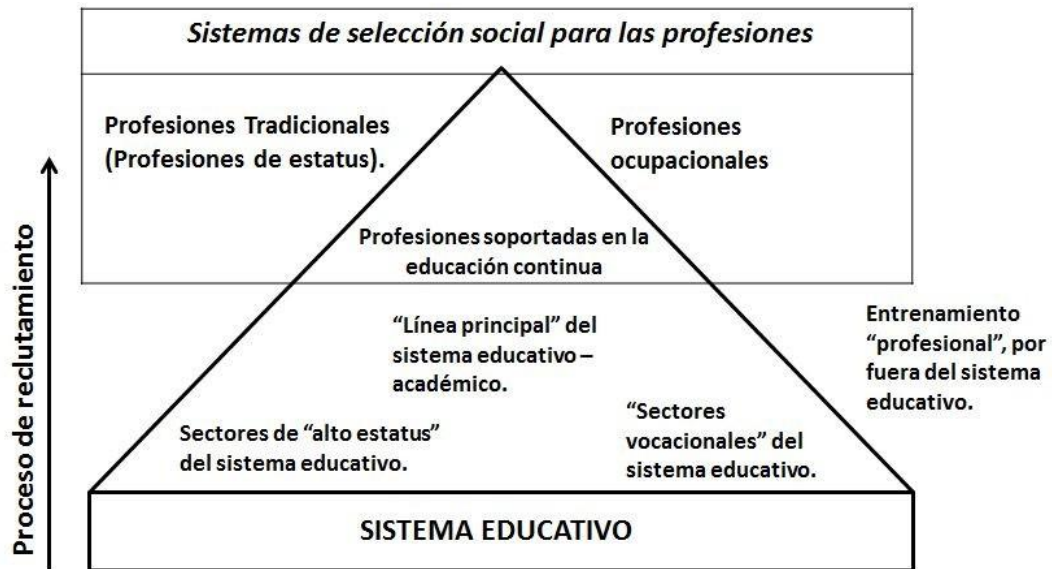 Sistemas de selección social para las profesiones
Profesiones Tradicionales
(Profesiones de estatus).
Profesiones
ocupacionales
Profesiones soportadas en la
educación continua
Proceso de reclutamiento
“Línea principal” del
sistema educativo –
académico.
Entrenamiento
“profesional”, por
fuera del sistema
educativo.
Sectores de “alto estatus”
del sistema educativo.
“Sectores
vocacionales” del
sistema educativo.
SISTEMA EDUCATIVO